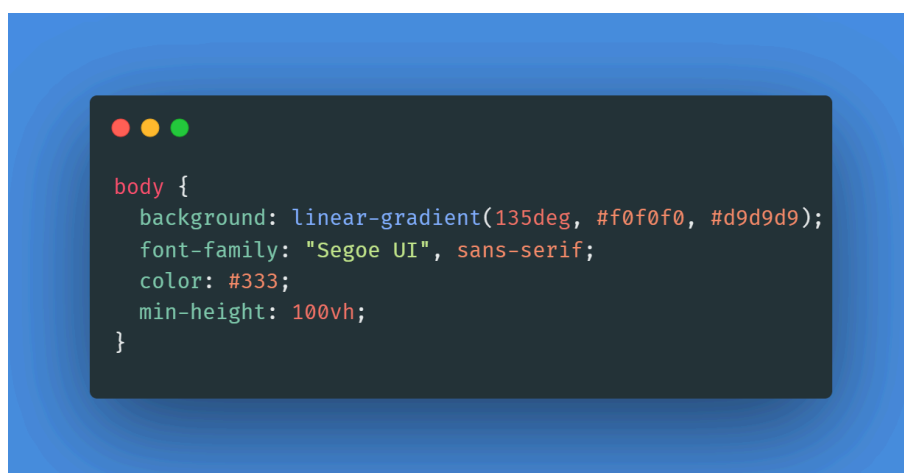 body {
  background: linear-gradient(135deg, #f0f0f0, #d9d9d9);
  font-family: "Segoe UI", sans-serif;
  color: #333;
  min-height: 100vh;
}